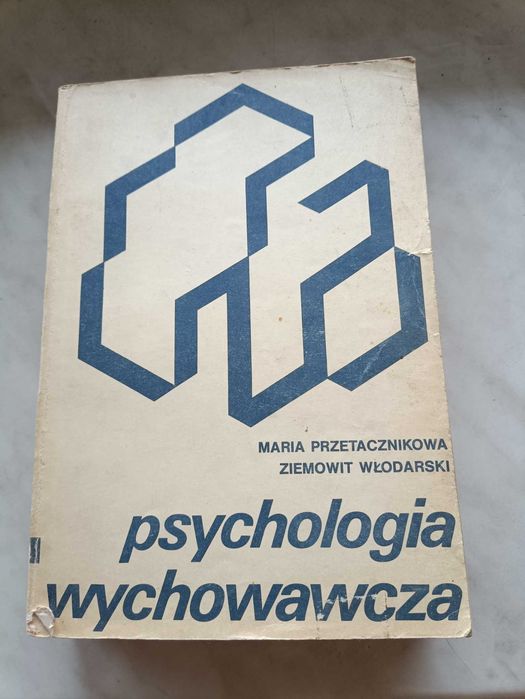 MARIA PRZETACZNIKOWA
ZIEMOWIT WŁODARSKI
psychologia
wychowawcza